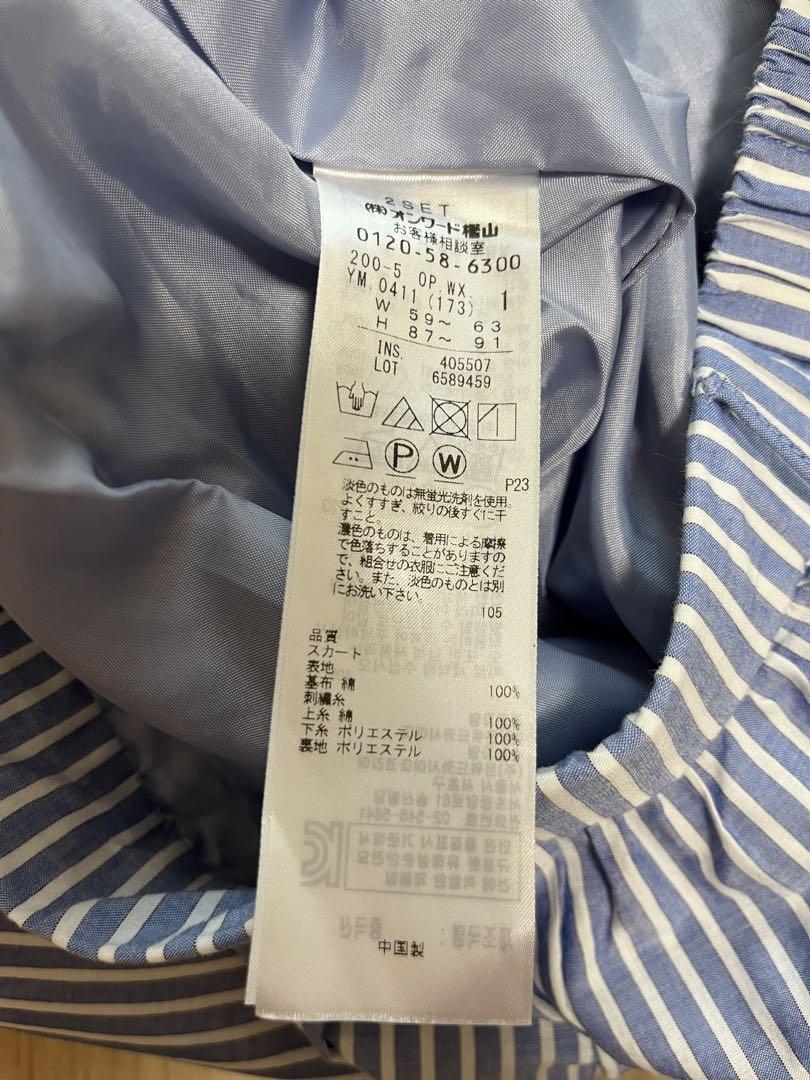 2SET
㈱オンワード樫山
お客様相談室
0120-58-6300
200-5 OP.WX. 1
YM.0411(173)
W 59～ 63
H 87～ 91
INS. 405507
LOT 6589459
P W
P23
淡色のものは無蛍光洗剤を使用。
よくすすぎ、絞りの後すぐに干
すこと。
濃色のものは、着用による摩擦
で色落ちすることがありますの
で、組合せの衣服にご注意くだ
さい。また、淡色のものとは別
にお洗い下さい。
105
品質
スカート
表地
基布 綿 100%
刺繍糸
上糸 綿 100%
下糸 ポリエステル 100%
裏地 ポリエステル 100%
中国製